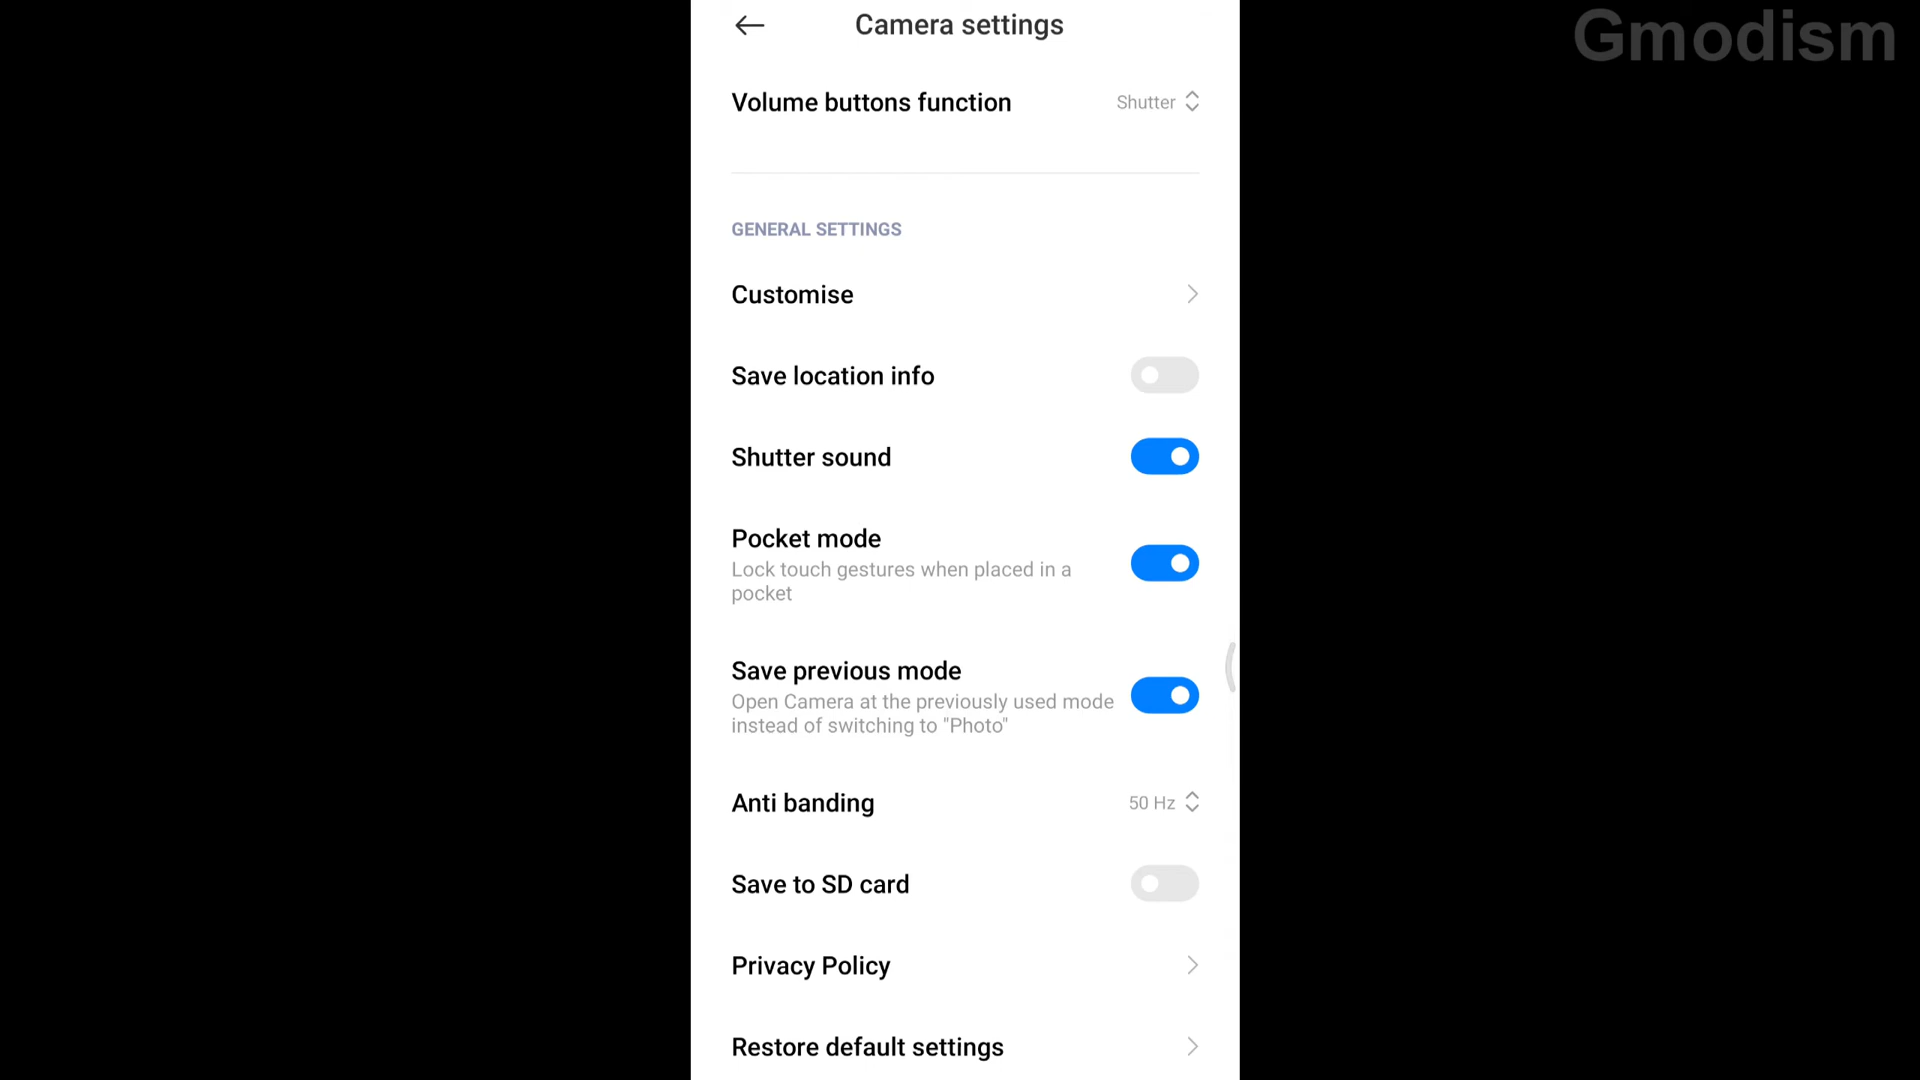 Gmodism
Camera settings
Volume buttons function
Shutter
GENERAL SETTINGS
Customise
Save location info
Shutter sound
Pocket mode
Lock touch gestures when placed in a
pocket
Save previous mode
Open Camera at the previously used mode
instead of switching to "Photo"
Anti banding
50 Hz
Save to SD card
Privacy Policy
Restore default settings